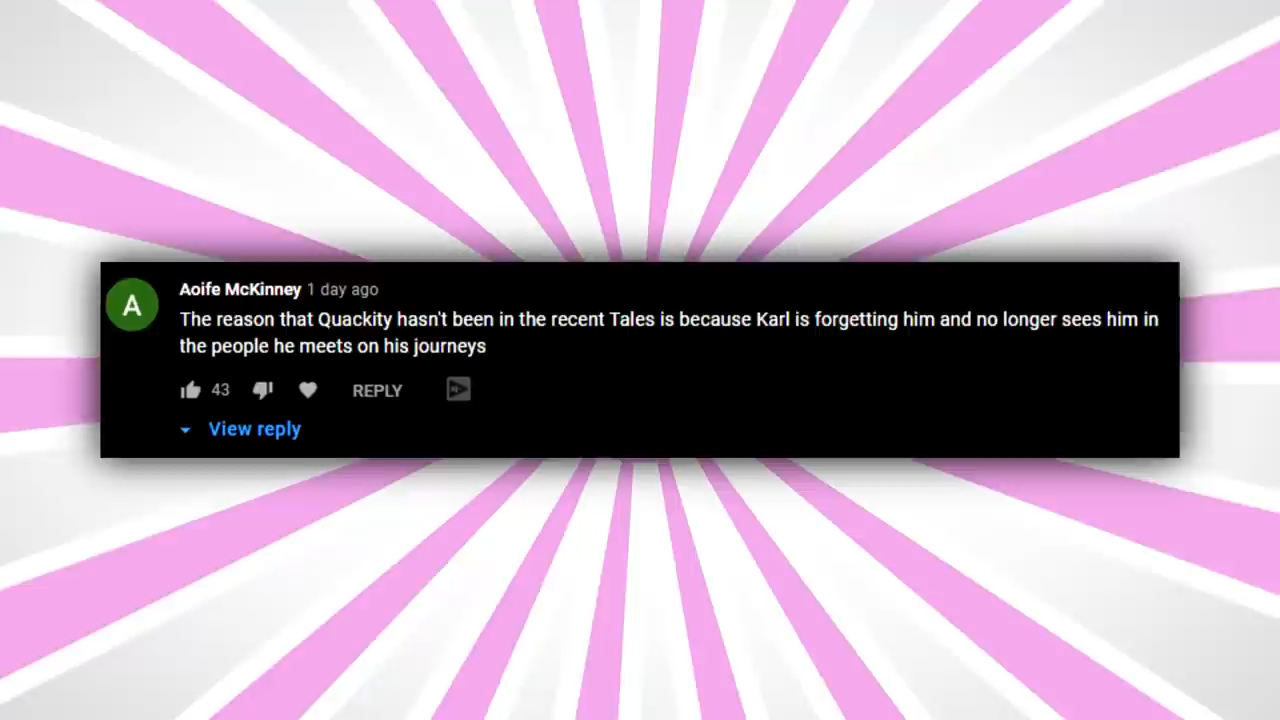 A
Aoife McKinney 1 day ago
The reason that Quackity hasn't been in the recent Tales is because Karl is forgetting him and no longer sees him in
the people he meets on his journeys
43 REPLY
View reply